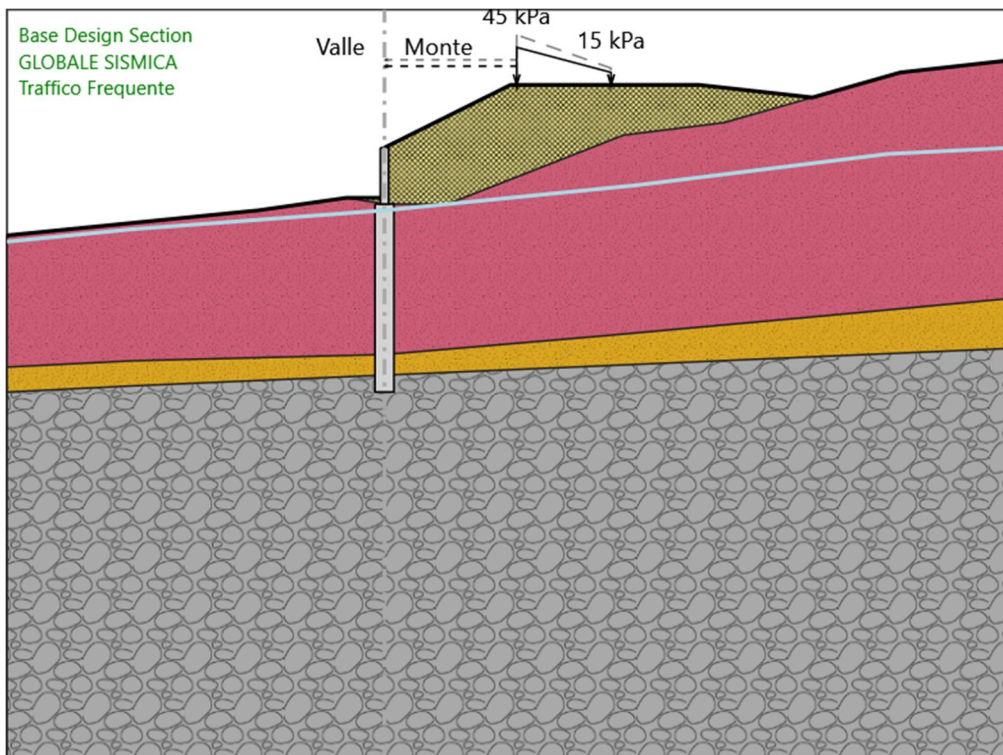 Base Design Section
GLOBALE SISMICA
Traffico Frequente
Valle
Monte
45 kPa
15 kPa